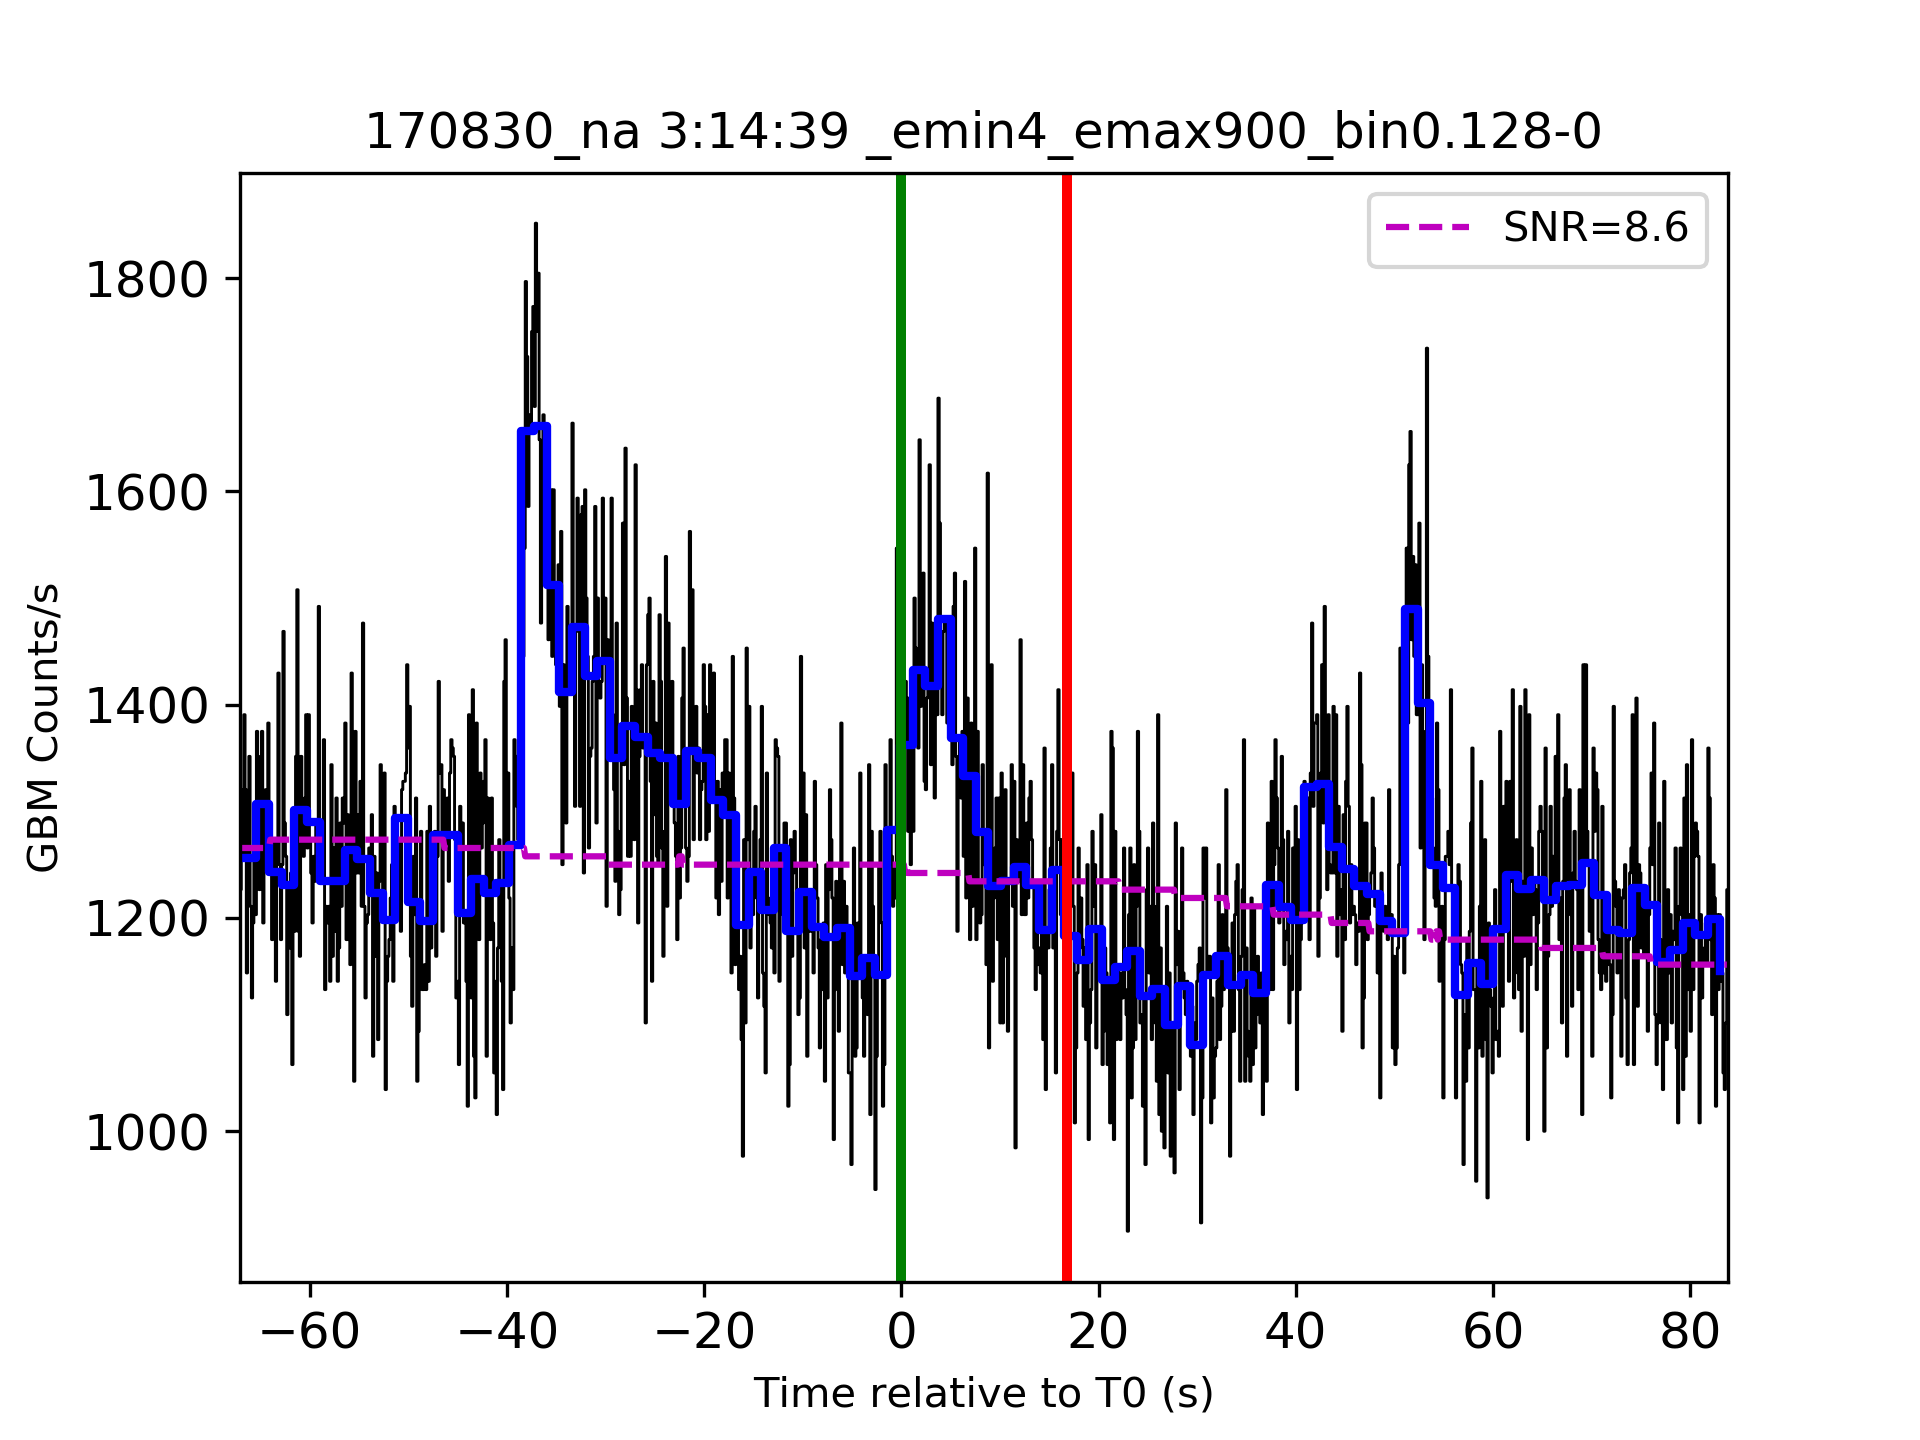 170830_na 3:14:39 _emin4_emax900_bin0.128-0
SNR=8.6
GBM Counts/s
1800
1600
1400
1200
1000
−60 −40 −20 0 20 40 60 80
Time relative to T0 (s)